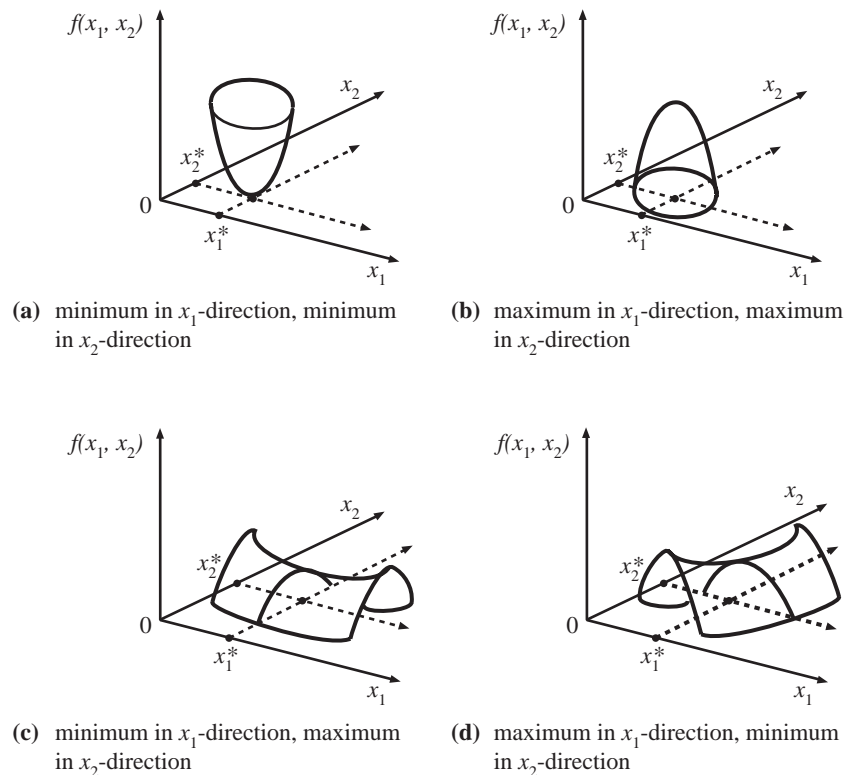 f(x₁, x₂)
x₂
x₂*
0
x₁*
x₁
(a) minimum in x₁-direction, minimum
in x₂-direction
f(x₁, x₂)
x₂
x₂*
0
x₁*
x₁
(b) maximum in x₁-direction, maximum
in x₂-direction
f(x₁, x₂)
x₂
x₂*
0
x₁*
x₁
(c) minimum in x₁-direction, maximum
in x₂-direction
f(x₁, x₂)
x₂
x₂*
0
x₁*
x₁
(d) maximum in x₁-direction, minimum
in x₂-direction